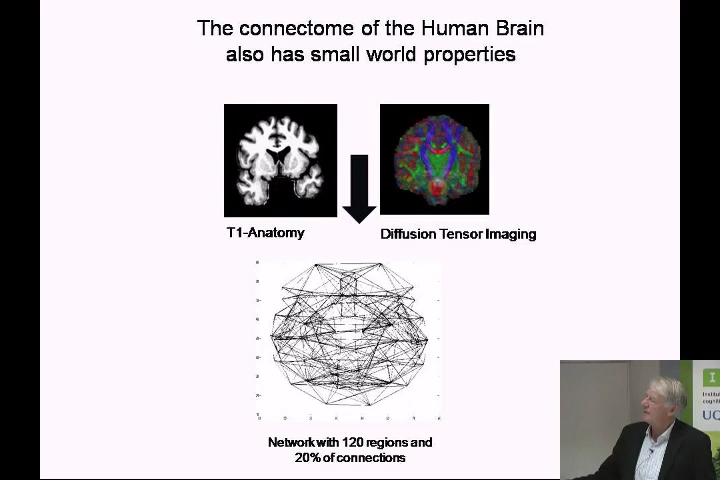 The connectome of the Human Brain
also has small world properties
T1-Anatomy
Diffusion Tensor Imaging
Network with 120 regions and
20% of connections
I
UQ